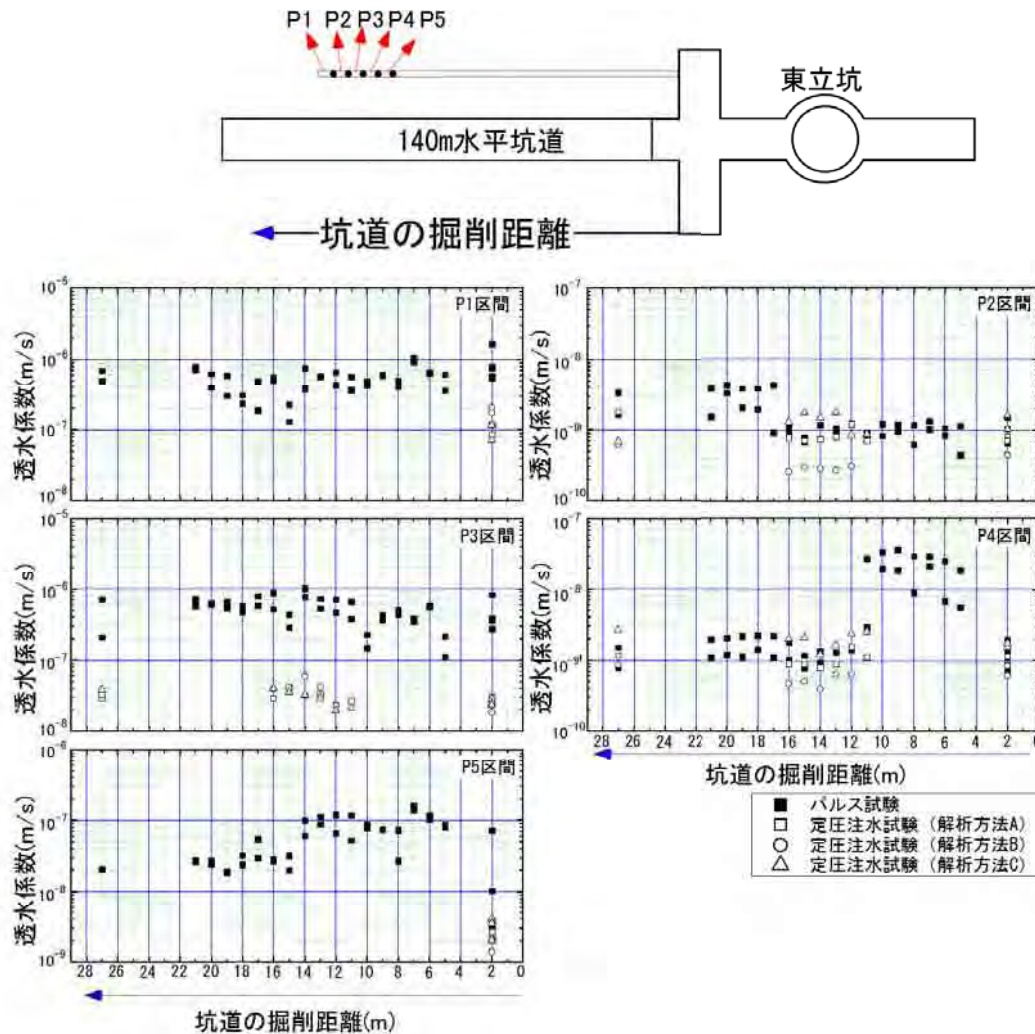 P1 P2 P3 P4 P5
東立坑
140m水平坑道
坑道の掘削距離
P1区間
透水係数(m/s)
10-5
10-6
10-7
10-8
P2区間
透水係数(m/s)
10-7
10-8
10-9
10-10
P3区間
透水係数(m/s)
10-5
10-6
10-7
10-8
P4区間
透水係数(m/s)
10-7
10-8
10-9
10-10
28 26 24 22 20 18 16 14 12 10 8 6 4 2 0
坑道の掘削距離(m)
P5区間
透水係数(m/s)
10-6
10-7
10-8
10-9
28 26 24 22 20 18 16 14 12 10 8 6 4 2 0
坑道の掘削距離(m)
パルス試験
定圧注水試験（解析方法A）
定圧注水試験（解析方法B）
定圧注水試験（解析方法C）